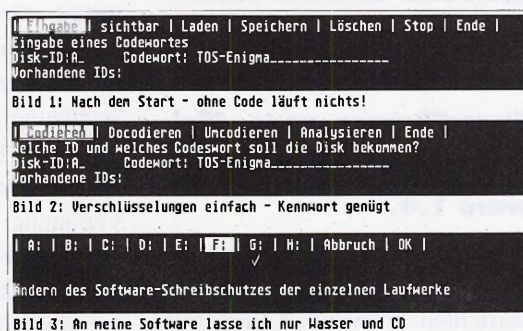 | Eingabe | sichtbar | Laden | Speichern | Löschen | Stop | Ende |
Eingabe eines Codewortes
Disk-ID:A_ Codewort: TOS-Enigma________________
Vorhandene IDs:
Bild 1: Nach dem Start - ohne Code läuft nichts!
| Codieren | Docodieren | Umcodieren | Analysieren | Ende |
Welche ID und welches Codeswort soll die Disk bekommen?
Disk-ID:A_ Codewort: TOS-Enigma________________
Vorhandene IDs:
Bild 2: Verschlüsselungen einfach - Kennwort genügt
| A: | B: | C: | D: | E: | F: | G: | H: | Abbruch | OK |
√
Ändern des Software-Schreibschutzes der einzelnen Laufwerke
Bild 3: An meine Software lasse ich nur Wasser und CD